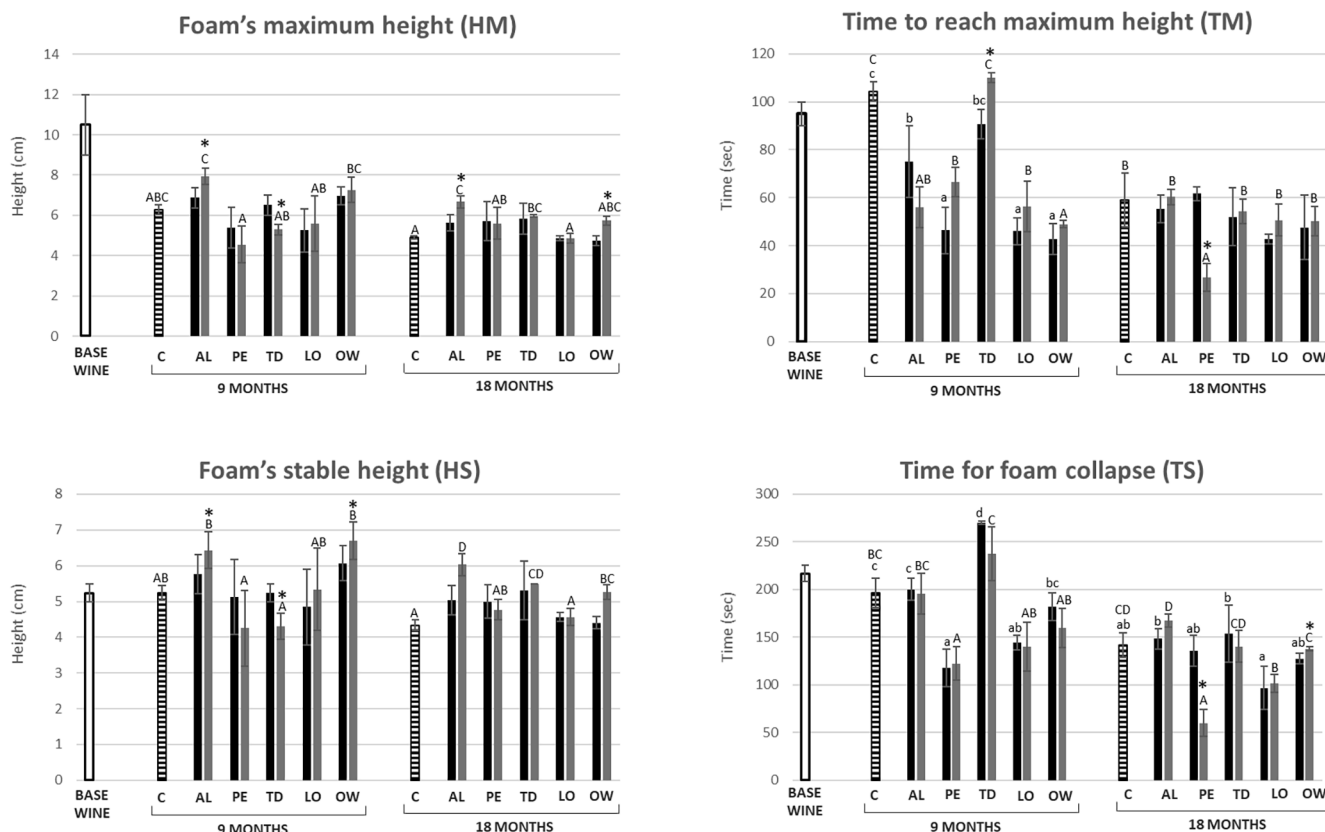 Foam’s maximum height (HM)
Height (cm)
14
12
10
8
6
4
2
0
ABC
*
C
A
*
AB
AB
BC
A
*
C
AB
BC
A
*
ABC
BASE
WINE
C AL PE TD LO OW
9 MONTHS
C AL PE TD LO OW
18 MONTHS
Time to reach maximum height (TM)
Time (sec)
120
100
80
60
40
20
0
C
c
b
AB
a
B
bc
*
C
a
B
a
A
B
B
*
A
B
B
B
BASE
WINE
C AL PE TD LO OW
9 MONTHS
C AL PE TD LO OW
18 MONTHS
Foam’s stable height (HS)
Height (cm)
8
7
6
5
4
3
2
1
0
AB
*
B
A
*
A
AB
*
B
A
D
AB
CD
A
BC
BASE
WINE
C AL PE TD LO OW
9 MONTHS
C AL PE TD LO OW
18 MONTHS
Time for foam collapse (TS)
Time (sec)
300
250
200
150
100
50
0
BC
c
c
BC
a
A
d
C
ab
AB
bc
AB
CD
ab
b
D
ab
*
A
b
CD
a
B
ab
*
C
BASE
WINE
C AL PE TD LO OW
9 MONTHS
C AL PE TD LO OW
18 MONTHS